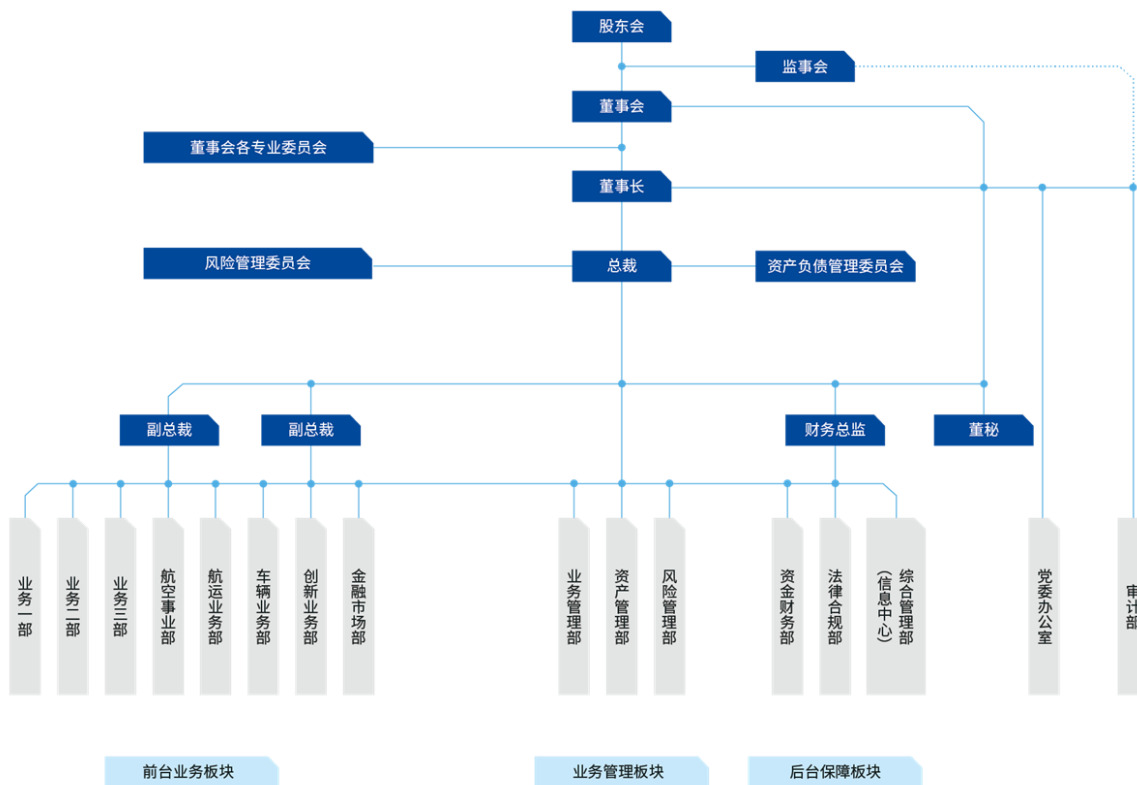 股东会
监事会
董事会
董事会各专业委员会
董事长
风险管理委员会
总裁
资产负债管理委员会
副总裁
副总裁
财务总监
董秘
业务一部
业务二部
业务三部
航空事业部
航运业务部
车辆业务部
创新业务部
金融市场部
业务管理部
资产管理部
风险管理部
资金财务部
法律合规部
综合管理部
（信息中心）
党委办公室
审计部
前台业务板块
业务管理板块
后台保障板块